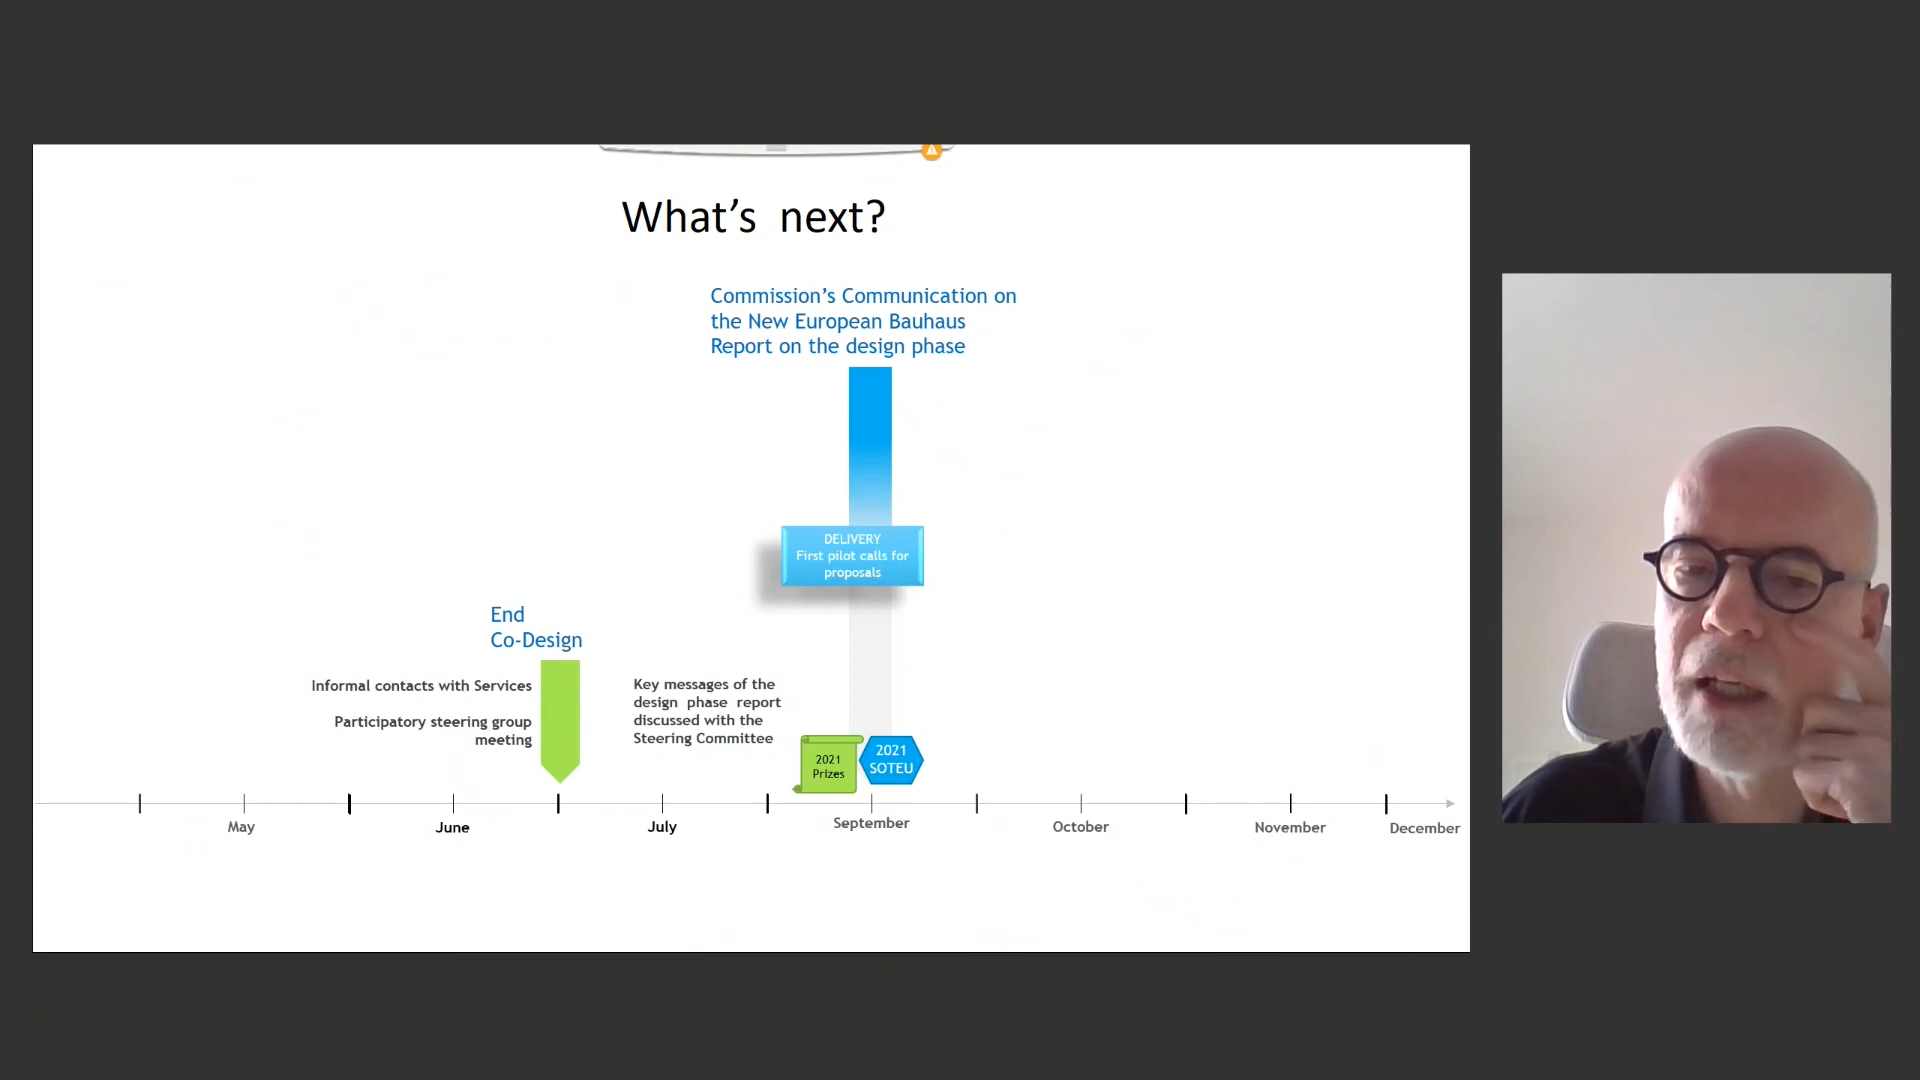 What's next?
Commission's Communication on
the New European Bauhaus
Report on the design phase
DELIVERY
First pilot calls for
proposals
End
Co-Design
Informal contacts with Services
Participatory steering group
meeting
Key messages of the
design phase report
discussed with the
Steering Committee
2021
Prizes
2021
SOTEU
May
June
July
September
October
November
December